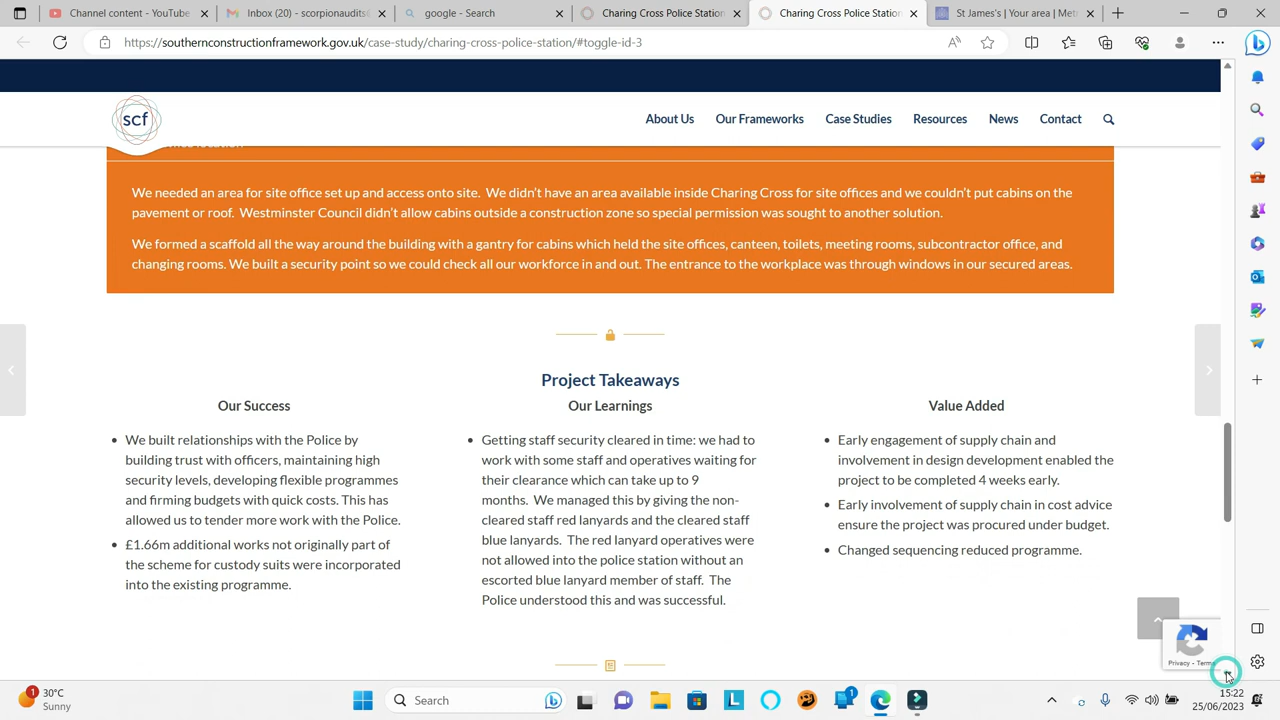 Channel content - YouTube
Inbox (20) - scorpionaudits@
google - Search
Charing Cross Police Station
Charing Cross Police Station
St James's | Your area | Met
https://southernconstructionframework.gov.uk/case-study/charing-cross-police-station/#toggle-id-3
scf
About Us
Our Frameworks
Case Studies
Resources
News
Contact
We needed an area for site office set up and access onto site. We didn't have an area available inside Charing Cross for site offices and we couldn't put cabins on the
pavement or roof. Westminster Council didn't allow cabins outside a construction zone so special permission was sought to another solution.
We formed a scaffold all the way around the building with a gantry for cabins which held the site offices, canteen, toilets, meeting rooms, subcontractor office, and
changing rooms. We built a security point so we could check all our workforce in and out. The entrance to the workplace was through windows in our secured areas.
Project Takeaways
Our Success
We built relationships with the Police by
building trust with officers, maintaining high
security levels, developing flexible programmes
and firming budgets with quick costs. This has
allowed us to tender more work with the Police.
£1.66m additional works not originally part of
the scheme for custody suits were incorporated
into the existing programme.
Our Learnings
Getting staff security cleared in time: we had to
work with some staff and operatives waiting for
their clearance which can take up to 9
months. We managed this by giving the non-
cleared staff red lanyards and the cleared staff
blue lanyards. The red lanyard operatives were
not allowed into the police station without an
escorted blue lanyard member of staff. The
Police understood this and was successful.
Value Added
Early engagement of supply chain and
involvement in design development enabled the
project to be completed 4 weeks early.
Early involvement of supply chain in cost advice
ensure the project was procured under budget.
Changed sequencing reduced programme.
Privacy - Terms
1
30°C
Sunny
Search
L
1
15:22
25/06/2023